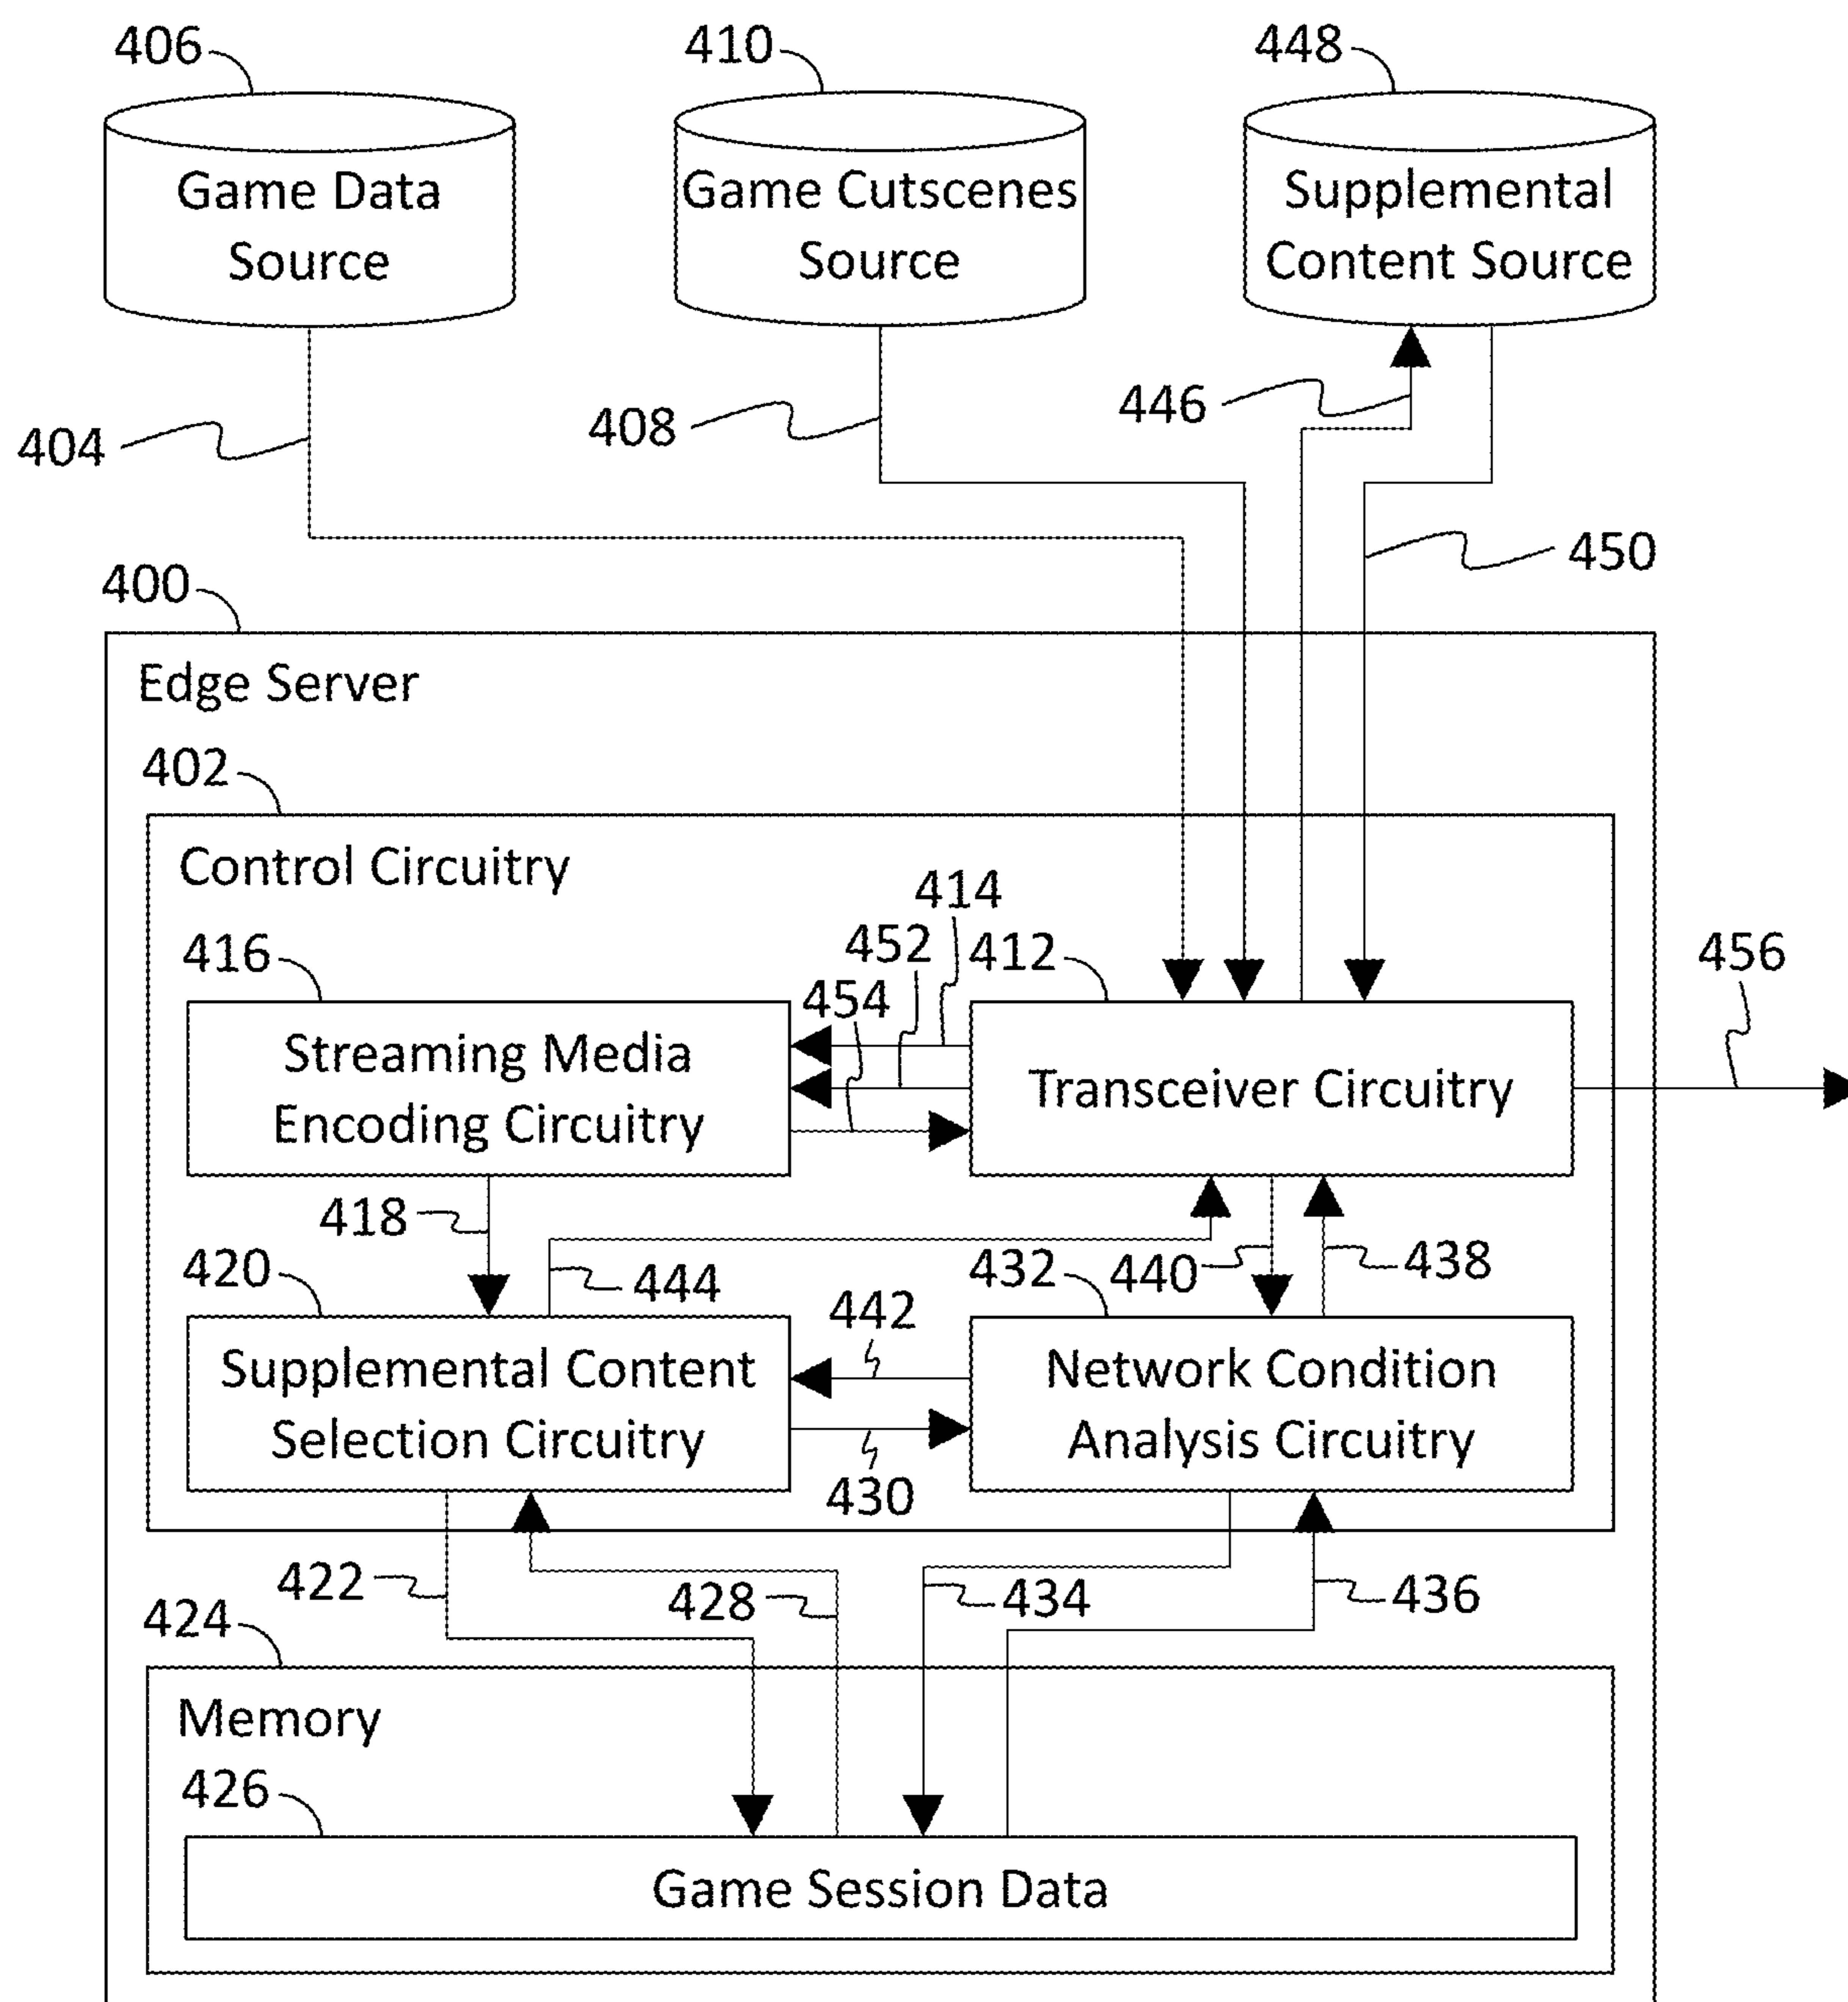 406
410
448
Game Data
Source
Game Cutscenes
Source
Supplemental
Content Source
404
408
446
450
400
Edge Server
402
Control Circuitry
414
416
452
412
456
454
Streaming Media
Encoding Circuitry
Transceiver Circuitry
418
420
444
432
440
438
442
Supplemental Content
Selection Circuitry
Network Condition
Analysis Circuitry
430
422
428
434
436
424
Memory
426
Game Session Data